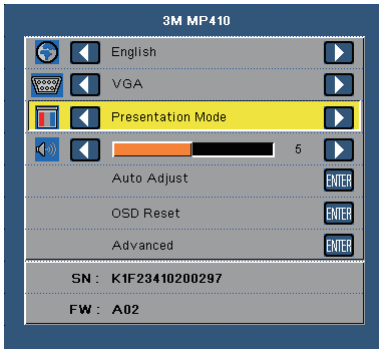 3M MP410
English
VGA
Presentation Mode
5
Auto Adjust ENTER
OSD Reset ENTER
Advanced ENTER
SN : K1F23410200297
FW : A02